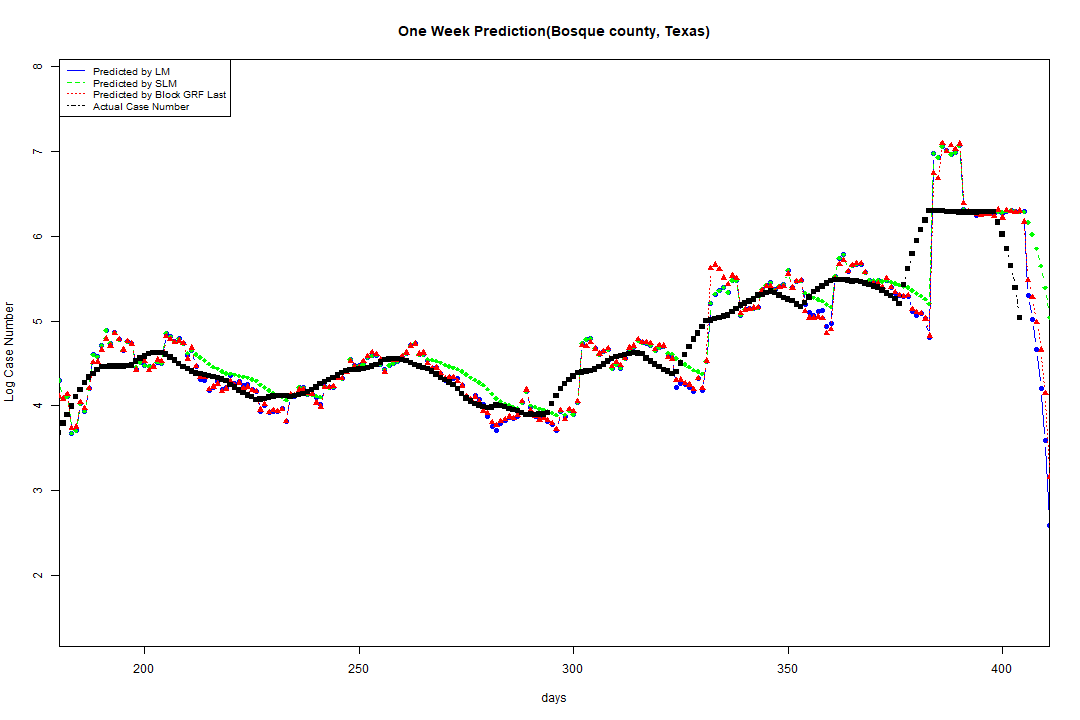 One Week Prediction(Bosque county, Texas)
Predicted by LM
Predicted by SLM
Predicted by Block GRF Last
Actual Case Number
8
7
6
5
4
3
2
Log Case Number
200 250 300 350 400
days